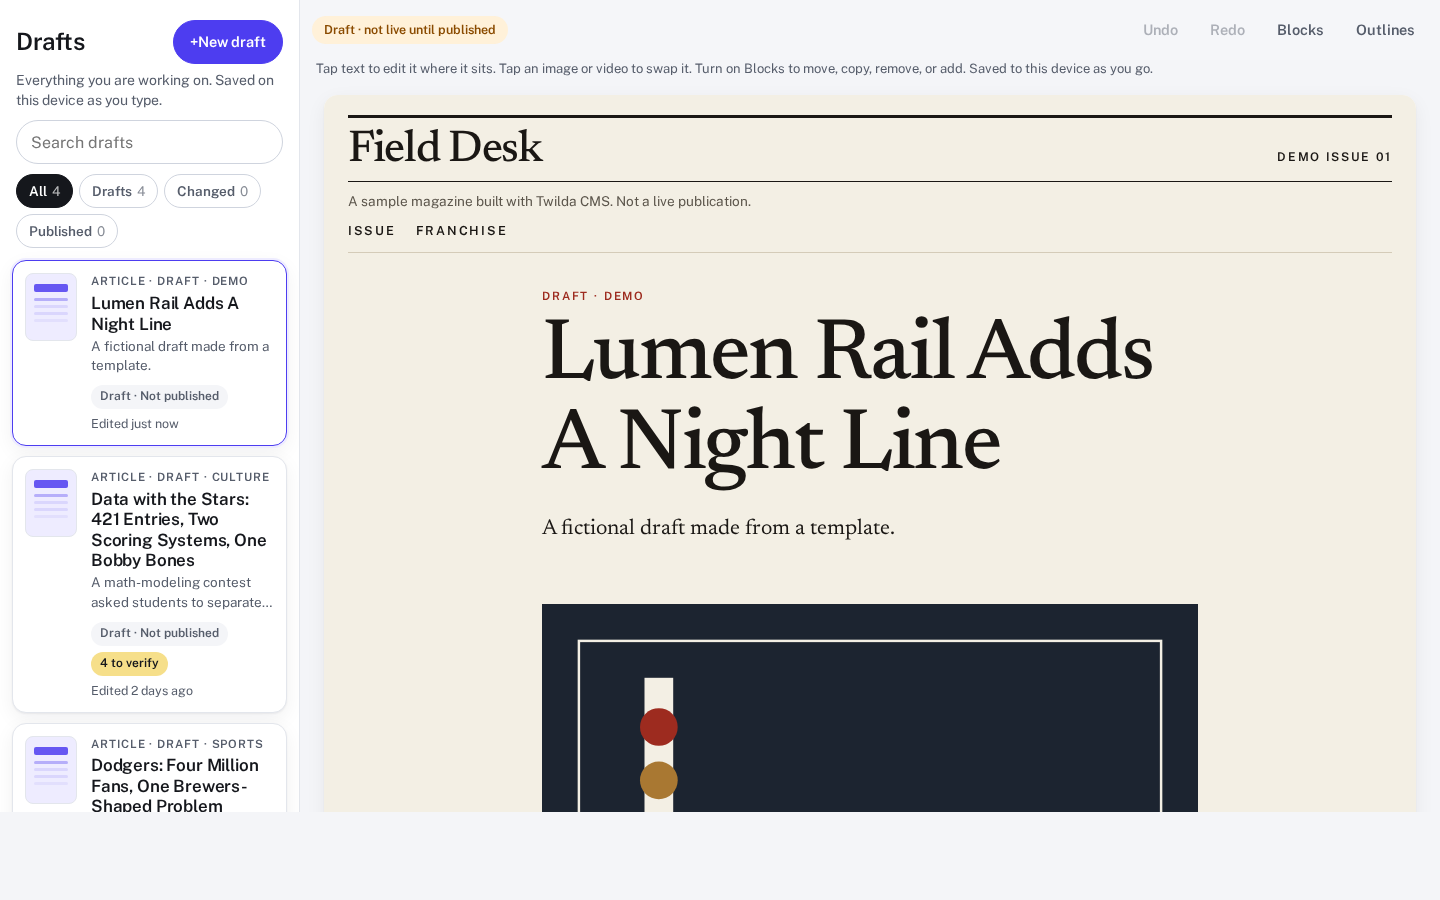 Drafts
+New draft
Everything you are working on. Saved on
this device as you type.
Search drafts
All 4
Drafts 4
Changed 0
Published 0
ARTICLE · DRAFT · DEMO
Lumen Rail Adds A
Night Line
A fictional draft made from a
template.
Draft · Not published
Edited just now
ARTICLE · DRAFT · CULTURE
Data with the Stars:
421 Entries, Two
Scoring Systems, One
Bobby Bones
A math-modeling contest
asked students to separate...
Draft · Not published
4 to verify
Edited 2 days ago
ARTICLE · DRAFT · SPORTS
Dodgers: Four Million
Fans, One Brewers-
Shaped Problem
Draft · not live until published
Undo
Redo
Blocks
Outlines
Tap text to edit it where it sits. Tap an image or video to swap it. Turn on Blocks to move, copy, remove, or add. Saved to this device as you go.
Field Desk
DEMO ISSUE 01
A sample magazine built with Twilda CMS. Not a live publication.
ISSUE FRANCHISE
DRAFT · DEMO
Lumen Rail Adds
A Night Line
A fictional draft made from a template.